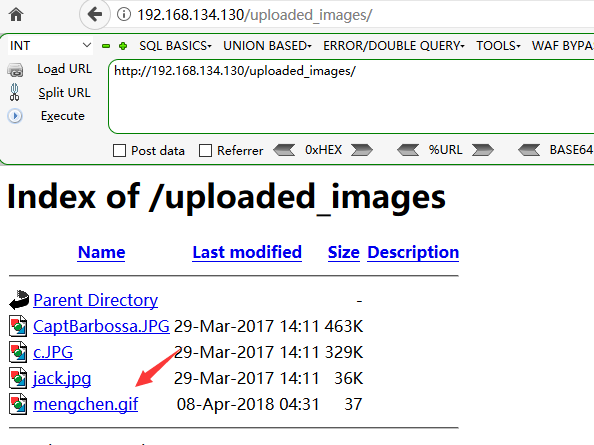 192.168.134.130/uploaded_images/
INT SQL BASICS UNION BASED ERROR/DOUBLE QUERY TOOLS WAF BYPA
Load URL http://192.168.134.130/uploaded_images/
Split URL
Execute
Post data Referrer 0xHEX %URL BASE64
Index of /uploaded_images
Name Last modified Size Description
Parent Directory -
CaptBarbossa.JPG 29-Mar-2017 14:11 463K
c.JPG 29-Mar-2017 14:11 329K
jack.jpg 29-Mar-2017 14:11 36K
mengchen.gif 08-Apr-2018 04:31 37